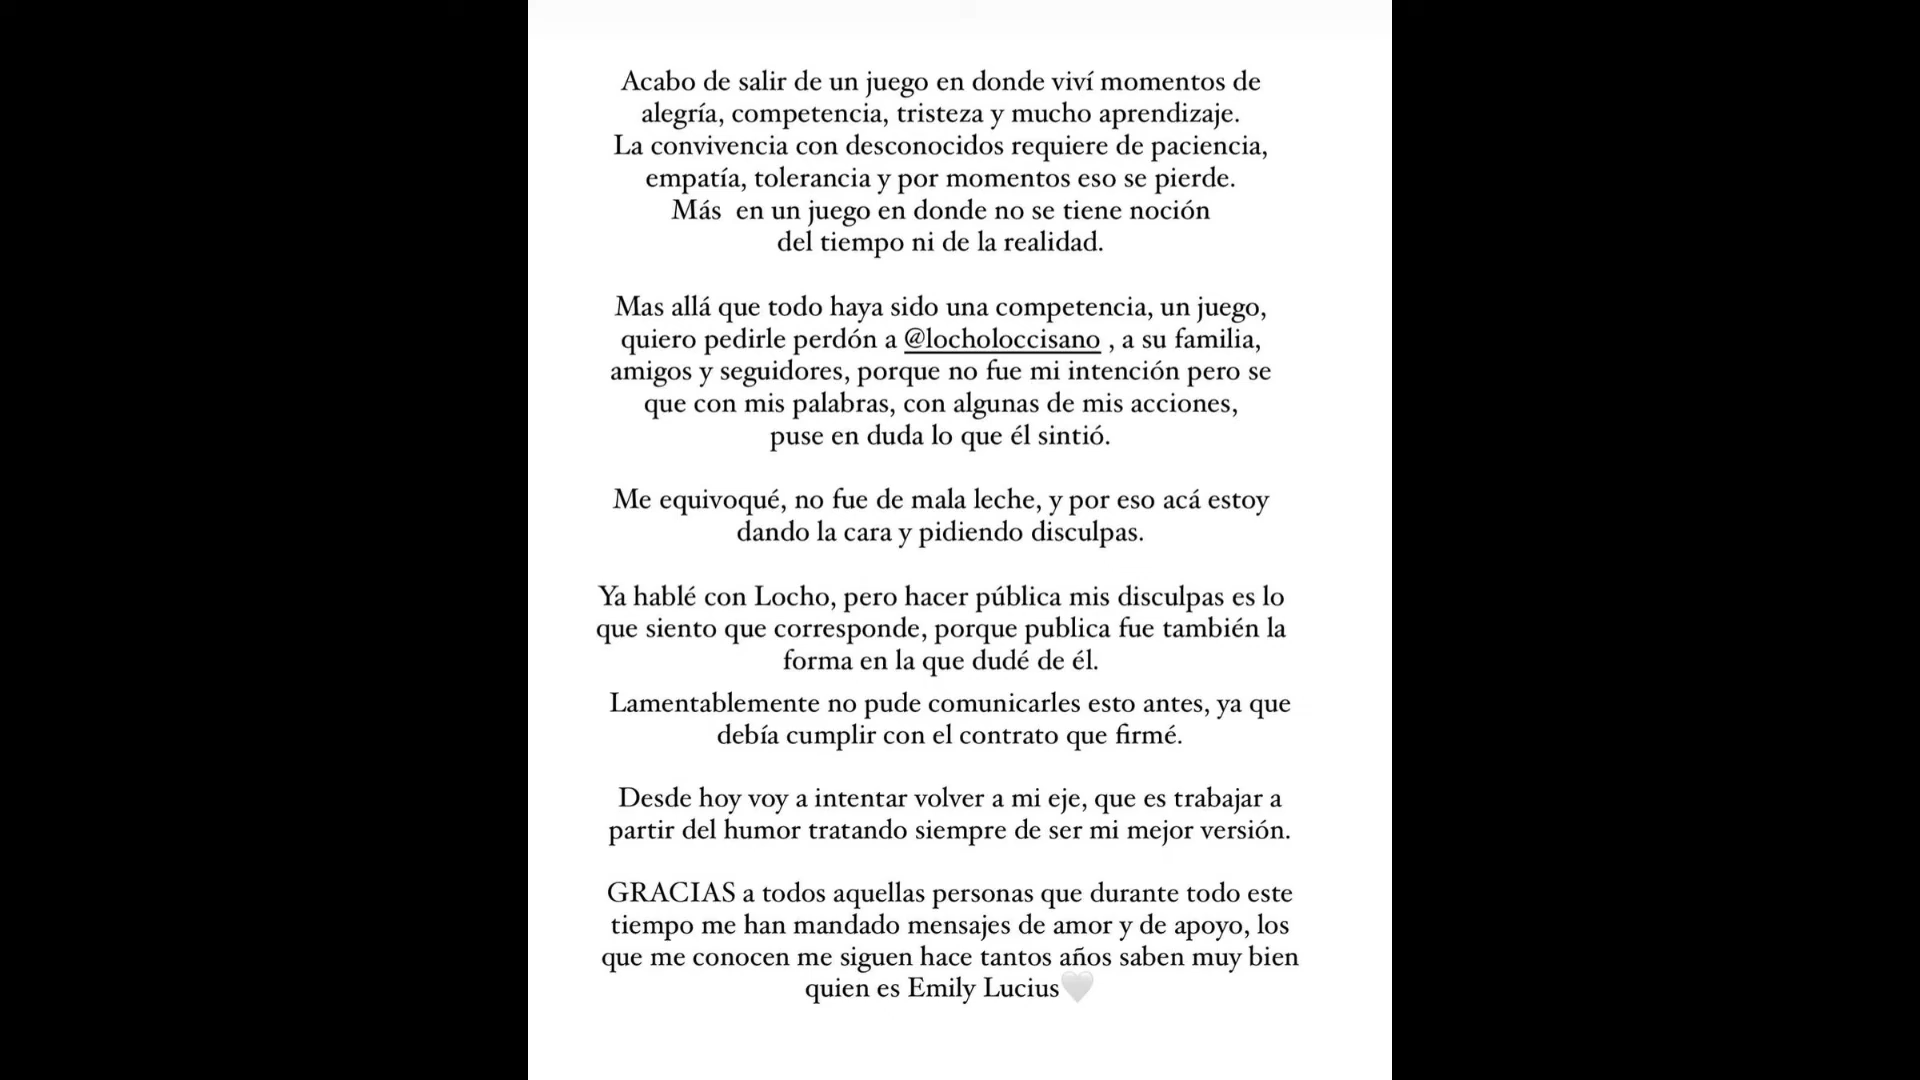 Acabo de salir de un juego en donde viví momentos de
alegría, competencia, tristeza y mucho aprendizaje.
La convivencia con desconocidos requiere de paciencia,
empatía, tolerancia y por momentos eso se pierde.
Más en un juego en donde no se tiene noción
del tiempo ni de la realidad.
Mas allá que todo haya sido una competencia, un juego,
quiero pedirle perdón a @locholoccisano , a su familia,
amigos y seguidores, porque no fue mi intención pero se
que con mis palabras, con algunas de mis acciones,
puse en duda lo que él sintió.
Me equivoqué, no fue de mala leche, y por eso acá estoy
dando la cara y pidiendo disculpas.
Ya hablé con Locho, pero hacer pública mis disculpas es lo
que siento que corresponde, porque publica fue también la
forma en la que dudé de él.
Lamentablemente no pude comunicarles esto antes, ya que
debía cumplir con el contrato que firmé.
Desde hoy voy a intentar volver a mi eje, que es trabajar a
partir del humor tratando siempre de ser mi mejor versión.
GRACIAS a todos aquellas personas que durante todo este
tiempo me han mandado mensajes de amor y de apoyo, los
que me conocen me siguen hace tantos años saben muy bien
quien es Emily Lucius🤍